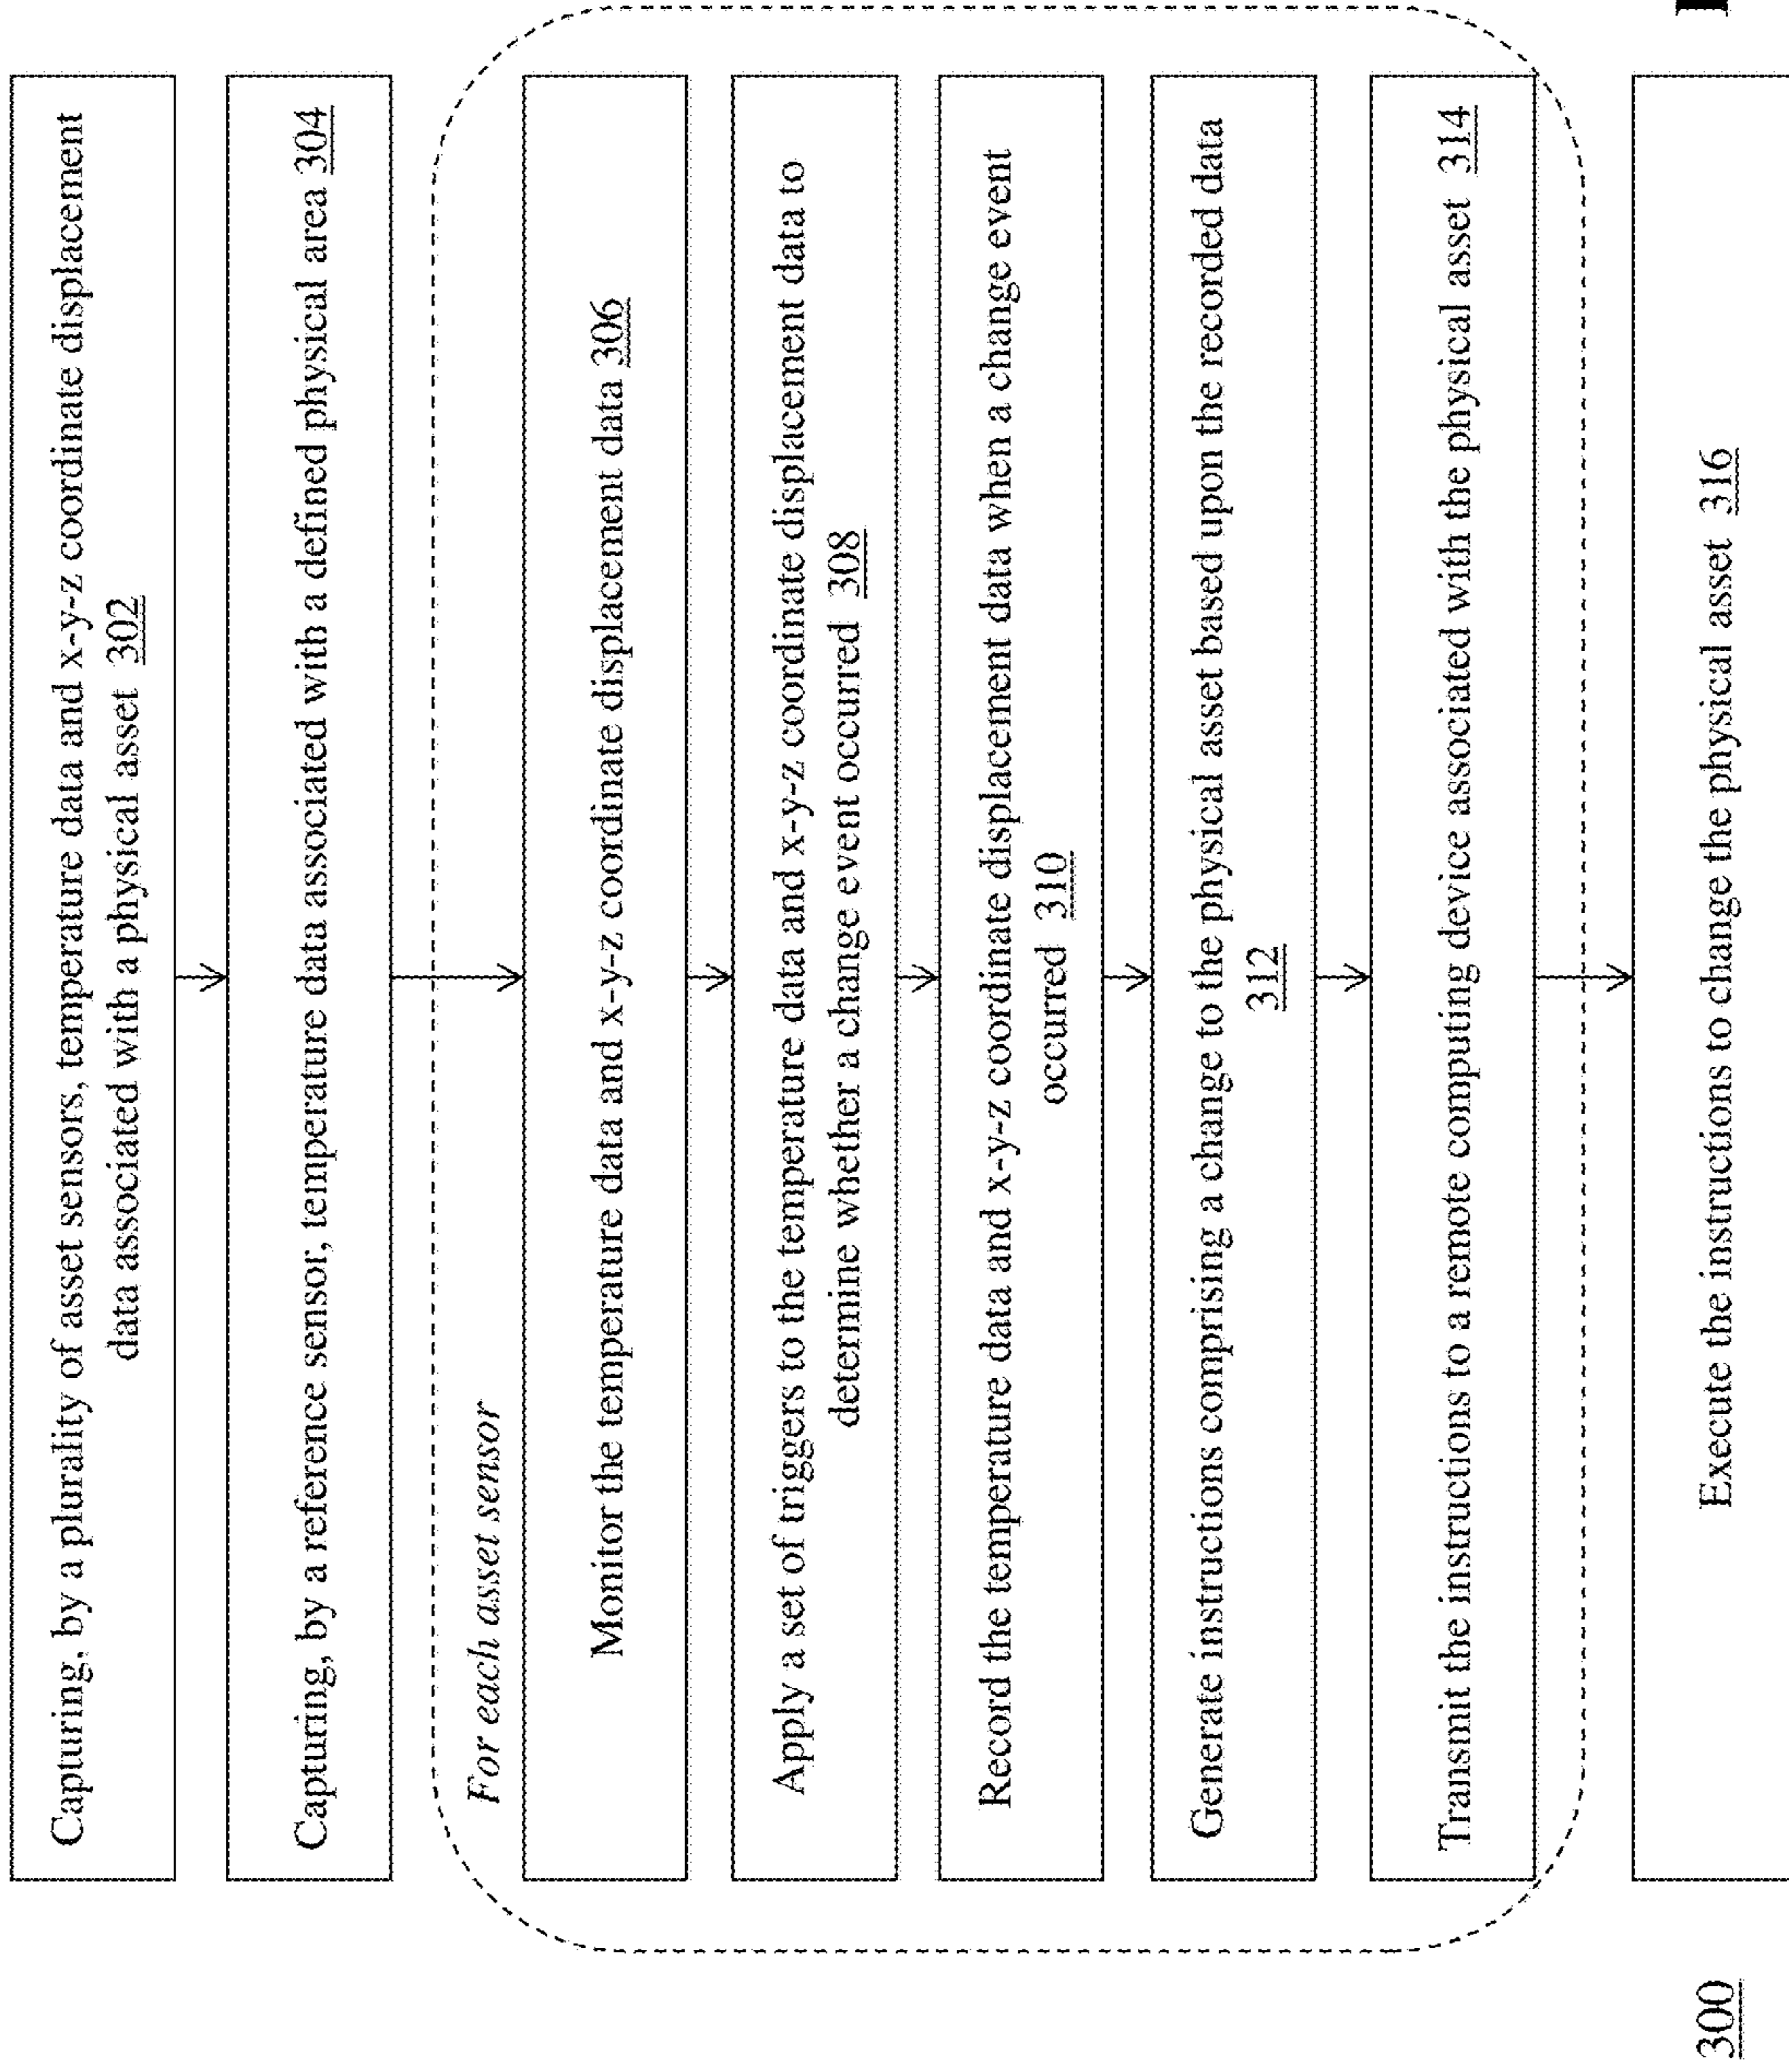 Capturing, by a plurality of asset sensors, temperature data and x-y-z coordinate displacement
data associated with a physical asset 302
Capturing, by a reference sensor, temperature data associated with a defined physical area 304
For each asset sensor
Monitor the temperature data and x-y-z coordinate displacement data 306
Apply a set of triggers to the temperature data and x-y-z coordinate displacement data to
determine whether a change event occurred 308
Record the temperature data and x-y-z coordinate displacement data when a change event
occurred 310
Generate instructions comprising a change to the physical asset based upon the recorded data
312
Transmit the instructions to a remote computing device associated with the physical asset 314
Execute the instructions to change the physical asset 316
300